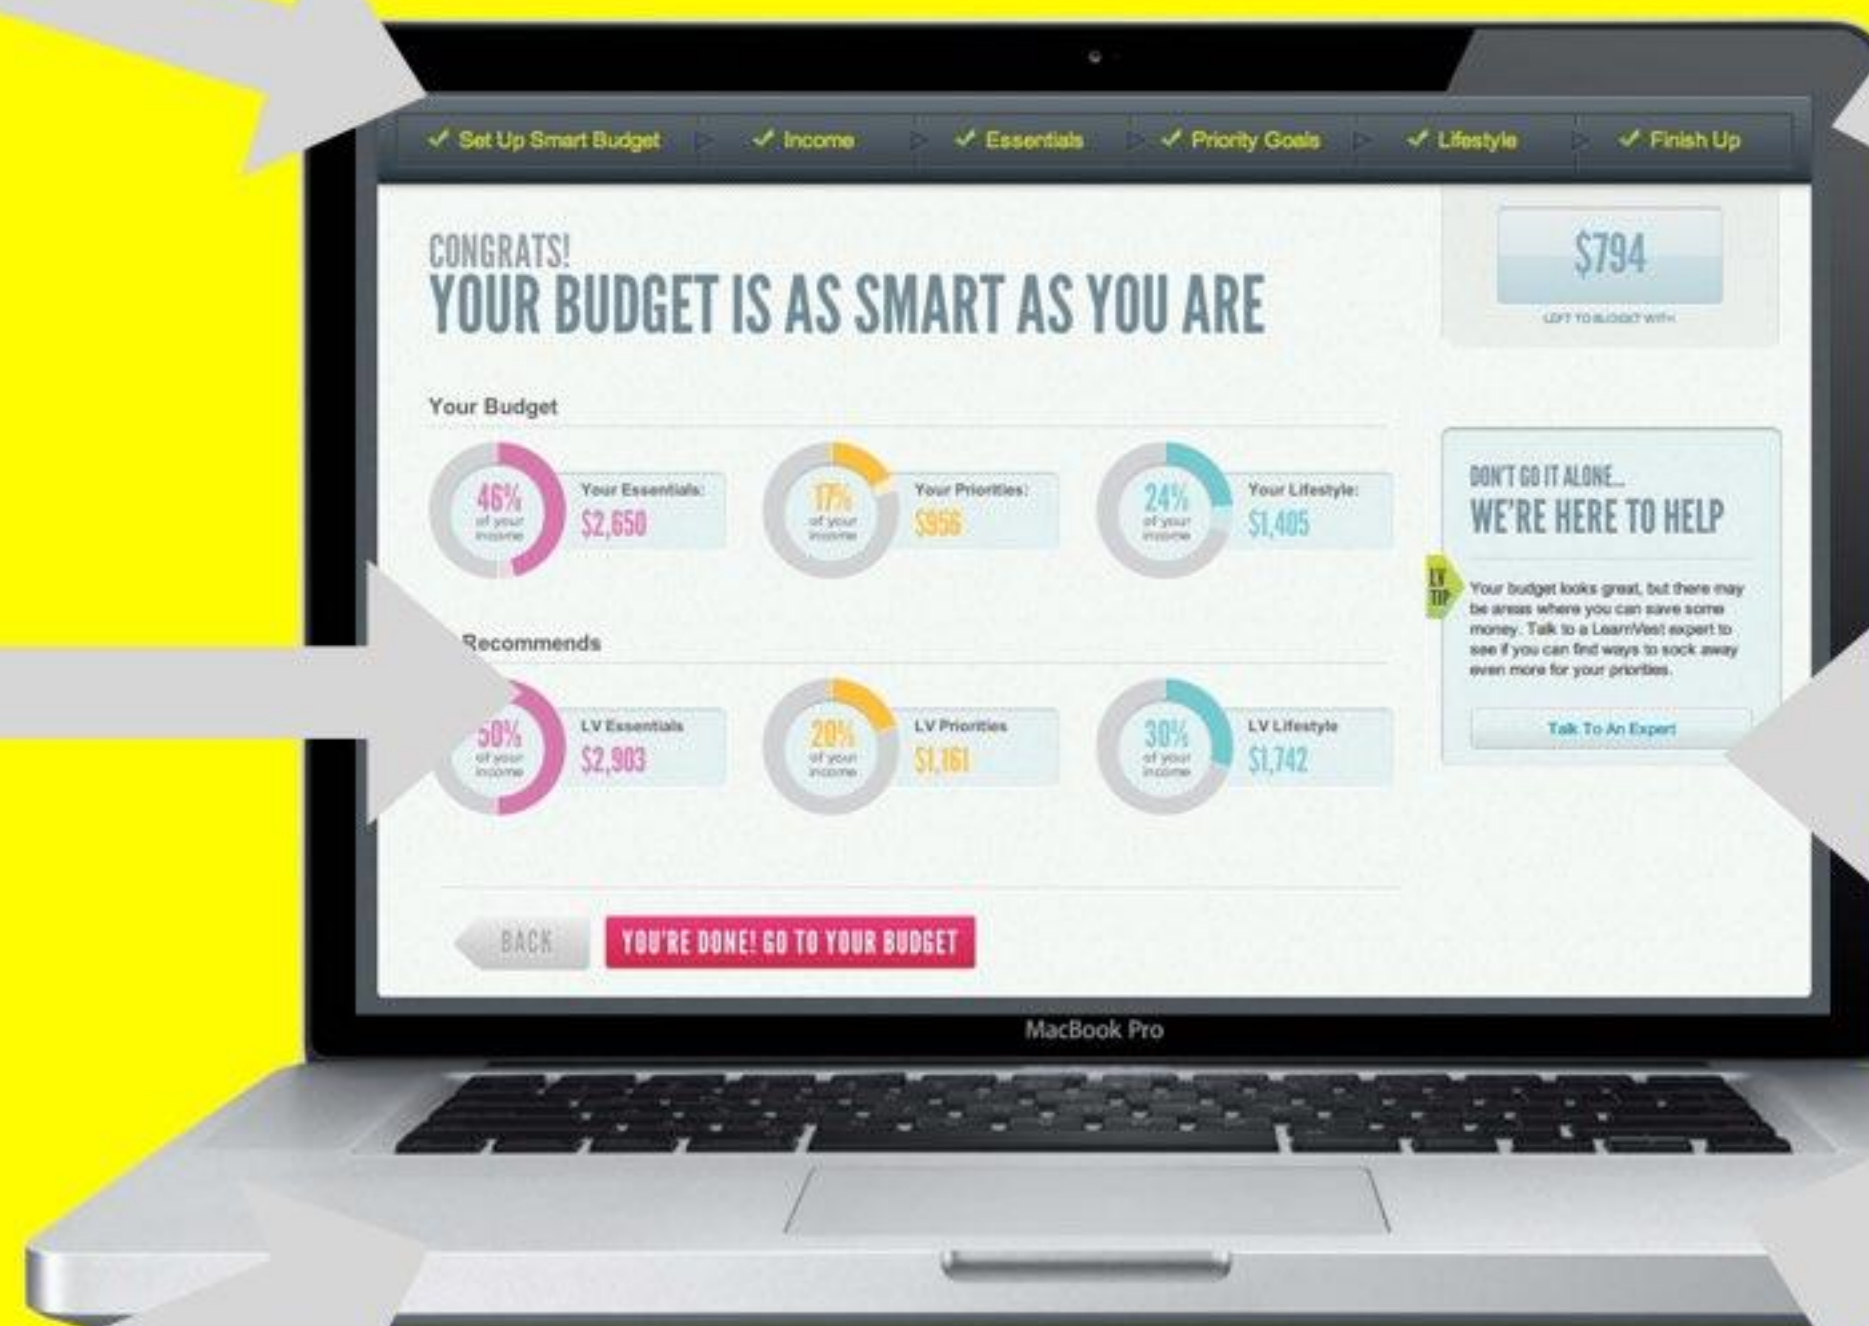 ✓ Set Up Smart Budget ✓ Income ✓ Essentials ✓ Priority Goals ✓ Lifestyle ✓ Finish Up
CONGRATS!
YOUR BUDGET IS AS SMART AS YOU ARE
$794
LEFT TO BUDGET WITH
Your Budget
46%
of your
income
Your Essentials:
$2,650
17%
of your
income
Your Priorities:
$956
24%
of your
income
Your Lifestyle:
$1,405
Recommends
50%
of your
income
LV Essentials
$2,903
20%
of your
income
LV Priorities
$1,161
30%
of your
income
LV Lifestyle
$1,742
DON'T GO IT ALONE...
WE'RE HERE TO HELP
LV
TIP
Your budget looks great, but there may
be areas where you can save some
money. Talk to a LearnVest expert to
see if you can find ways to sock away
even more for your priorities.
Talk To An Expert
BACK
YOU'RE DONE! GO TO YOUR BUDGET
MacBook Pro